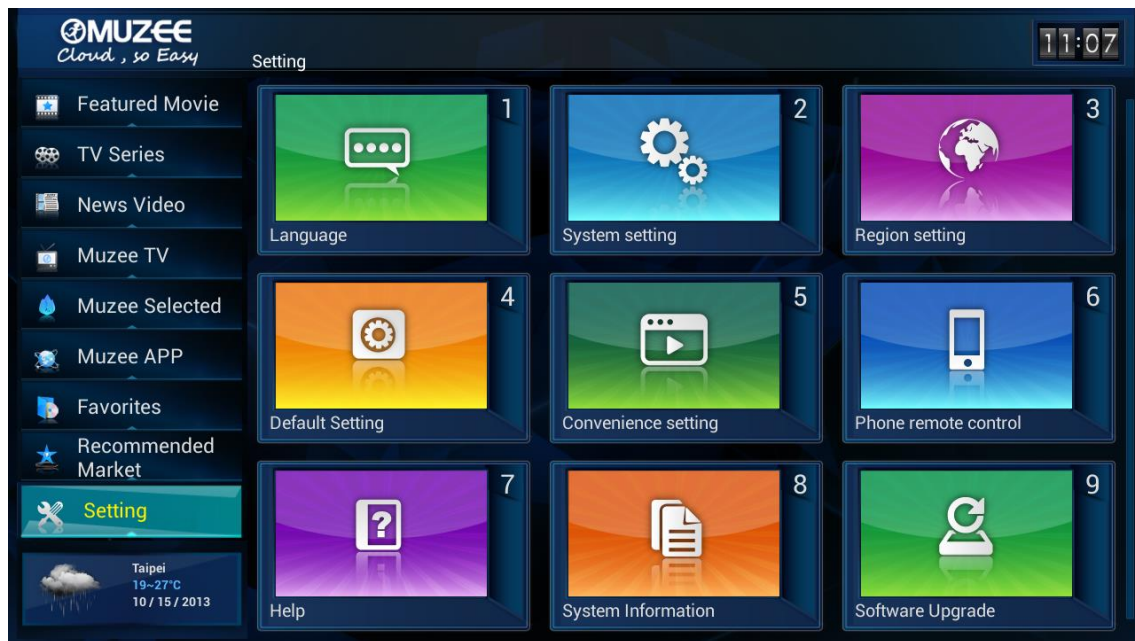 MUZEE
Cloud , so Easy
Setting
11:07
Featured Movie
TV Series
News Video
Muzee TV
Muzee Selected
Muzee APP
Favorites
Recommended
Market
Setting
Taipei
19~27°C
10 / 15 / 2013
1
Language
2
System setting
3
Region setting
4
Default Setting
5
Convenience setting
6
Phone remote control
7
?
Help
8
System Information
9
Software Upgrade